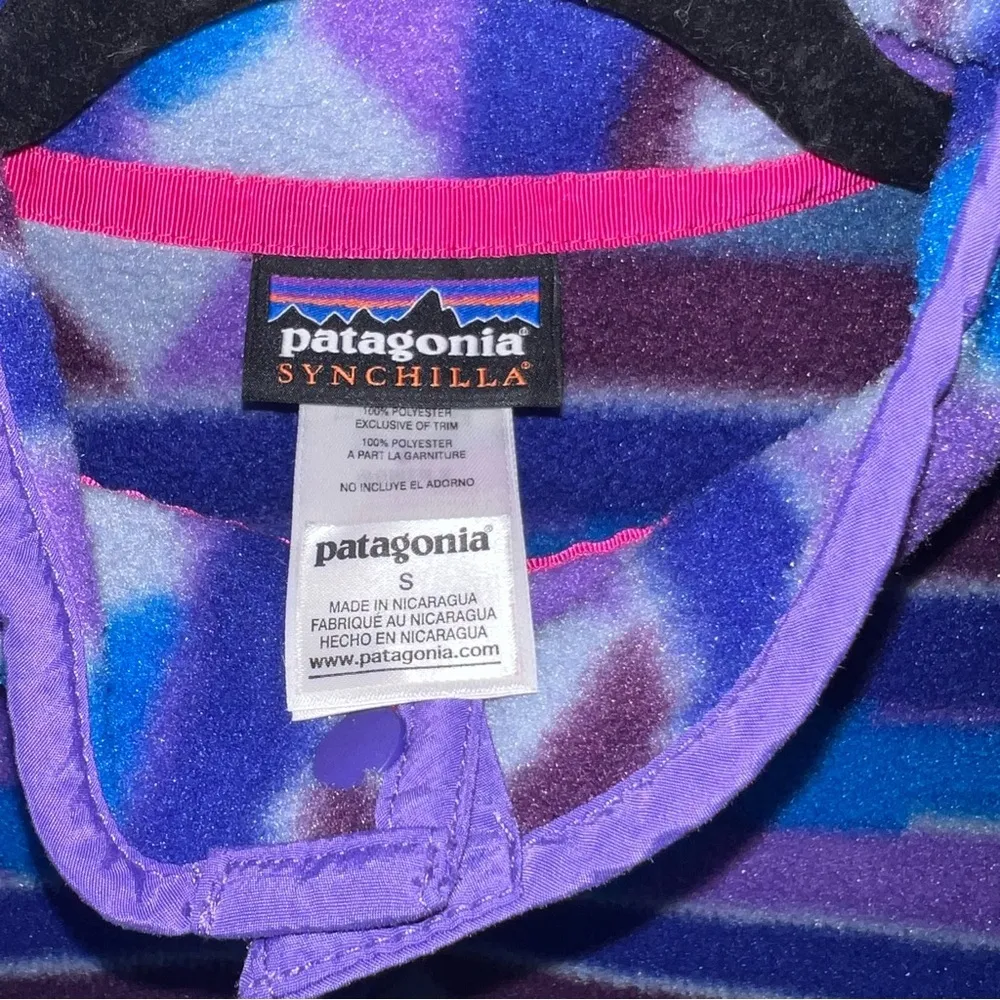 patagonia®
SYNCHILLA®
100% POLYESTER
EXCLUSIVE OF TRIM
100% POLYESTER
A PART LA GARNITURE
NO INCLUYE EL ADORNO
patagonia®
S
MADE IN NICARAGUA
FABRIQUÉ AU NICARAGUA
HECHO EN NICARAGUA
www.patagonia.com